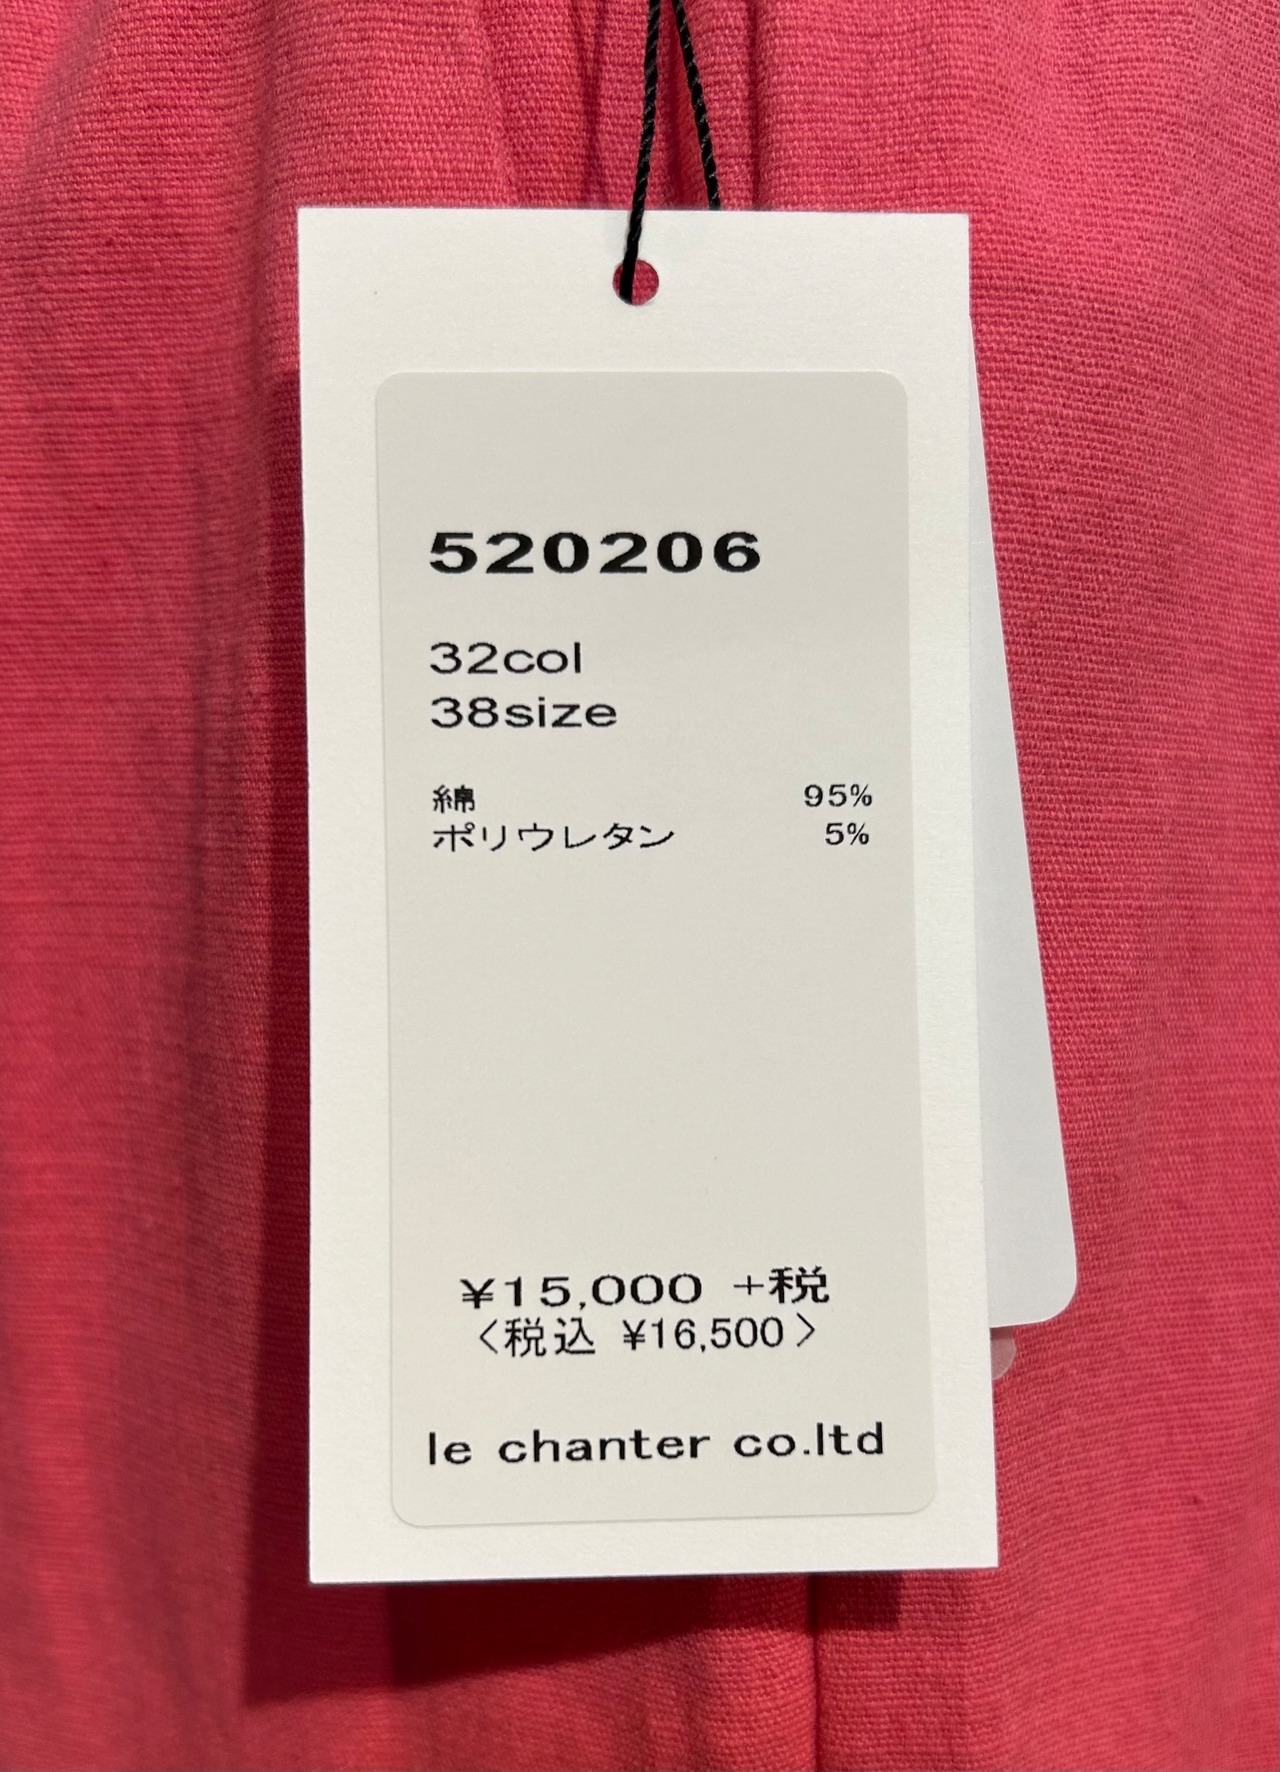 520206
32col
38size
綿 95%
ポリウレタン 5%
¥15,000 +税
〈税込 ¥16,500〉
le chanter co.ltd